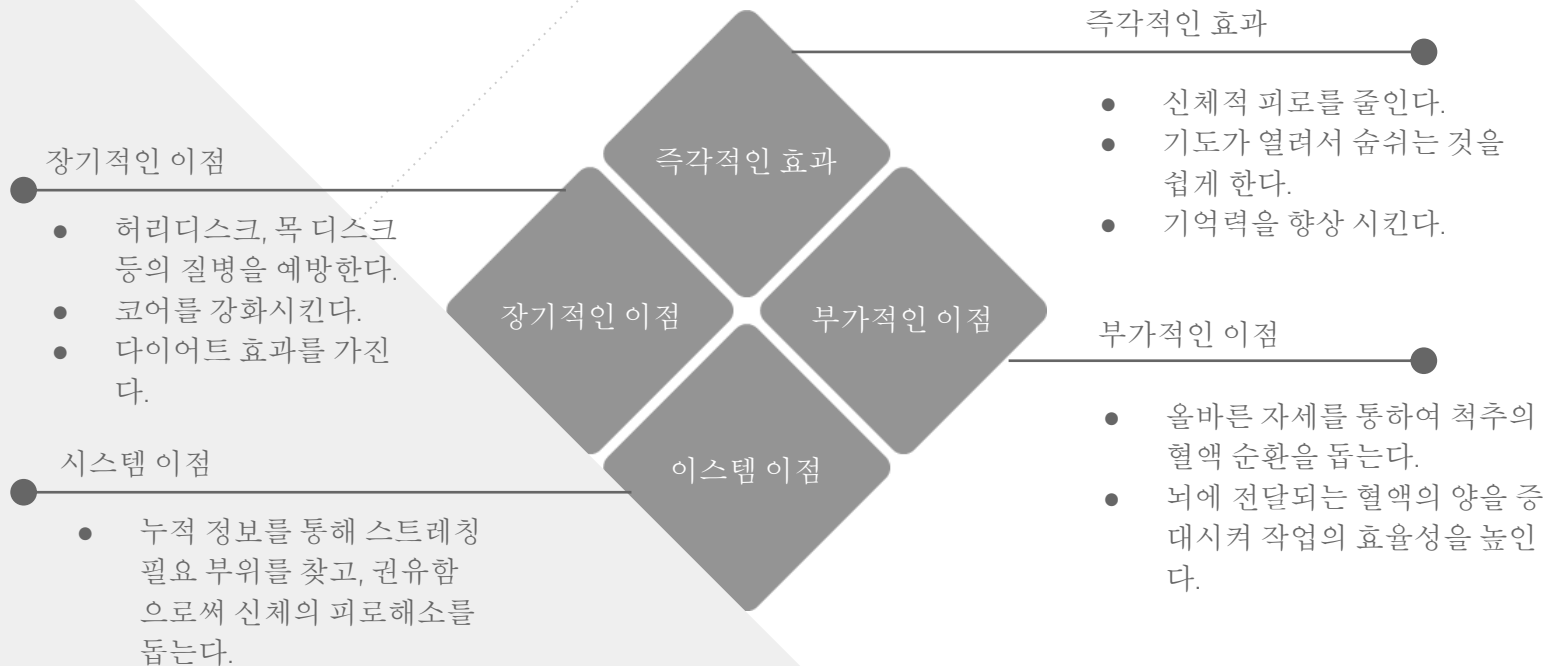 즉각적인 효과
신체적 피로를 줄인다.
기도가 열려서 숨쉬는 것을
쉽게 한다.
기억력을 향상 시킨다.
장기적인 이점
허리디스크, 목 디스크
등의 질병을 예방한다.
코어를 강화시킨다.
다이어트 효과를 가진
다.
즉각적인 효과
장기적인 이점
부가적인 이점
이스템 이점
부가적인 이점
올바른 자세를 통하여 척추의
혈액 순환을 돕는다.
뇌에 전달되는 혈액의 양을 증
대시켜 작업의 효율성을 높인
다.
시스템 이점
누적 정보를 통해 스트레칭
필요 부위를 찾고, 권유함
으로써 신체의 피로해소를
돕는다.